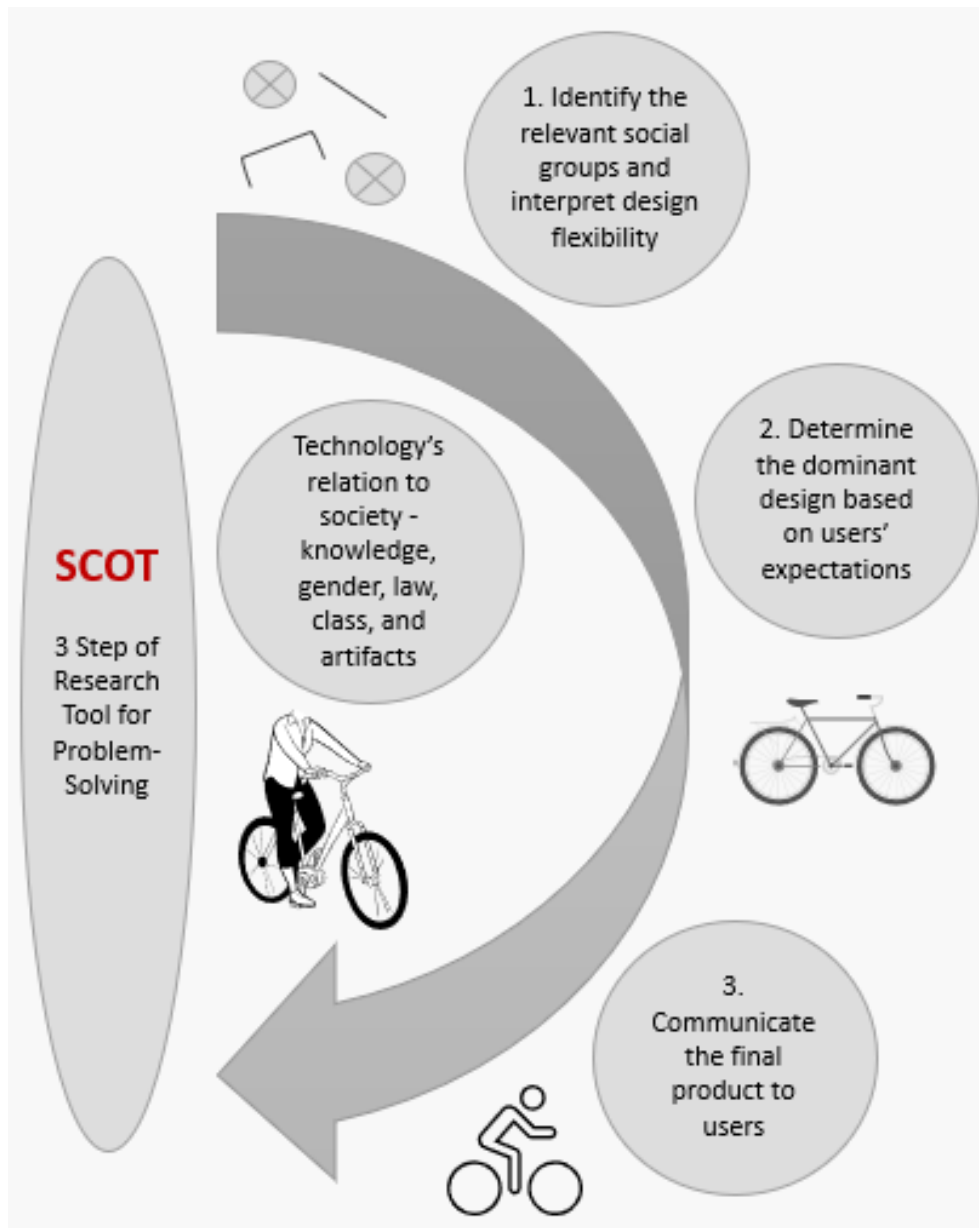 1. Identify the
relevant social
groups and
interpret design
flexibility
Technology's
relation to
society -
knowledge,
gender, law,
class, and
artifacts
2. Determine
the dominant
design based
on users'
expectations
SCOT
3 Step of
Research
Tool for
Problem-
Solving
3.
Communicate
the final
product to
users